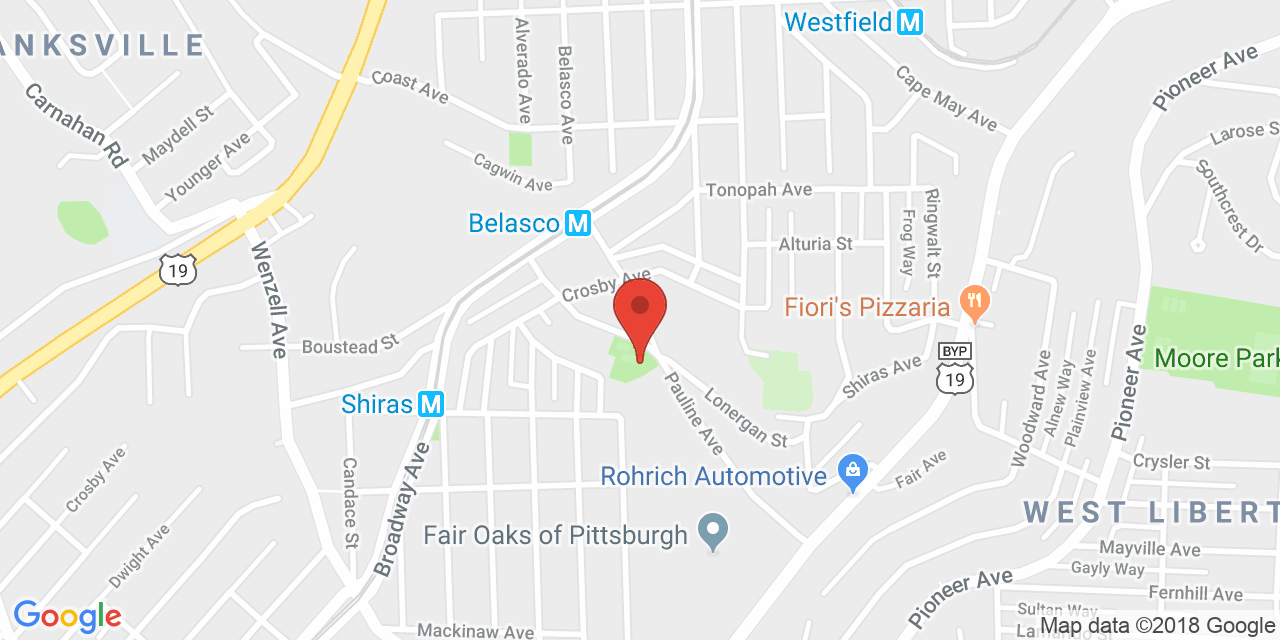 Westfield M
ANKSVILLE
Alverado Ave
Belasco Ave
Coast Ave
Cape May Ave
Pioneer Ave
Carnahan Rd
Maydell St
Younger Ave
Larose S
Southcrest Dr
Cagwin Ave
Tonopah Ave
Ringwalt St
Frog Way
Belasco M
Alturia St
19
Wenzell Ave
Crosby Ave
Fiori's Pizzaria
Boustead St
BYP
19
Moore Park
Pioneer Ave
Shiras Ave
Woodward Ave
Alnew Way
Plainview Ave
Shiras M
Pauline Ave
Lonergan St
Crosby Ave
Candace St
Broadway Ave
Rohrich Automotive
Fair Ave
Crysler St
Dwight Ave
Fair Oaks of Pittsburgh
WEST LIBERT
Mayville Ave
Gayly Way
Pioneer Ave
Fernhill Ave
Sultan Way
Google
Mackinaw Ave
Map data ©2018 Google